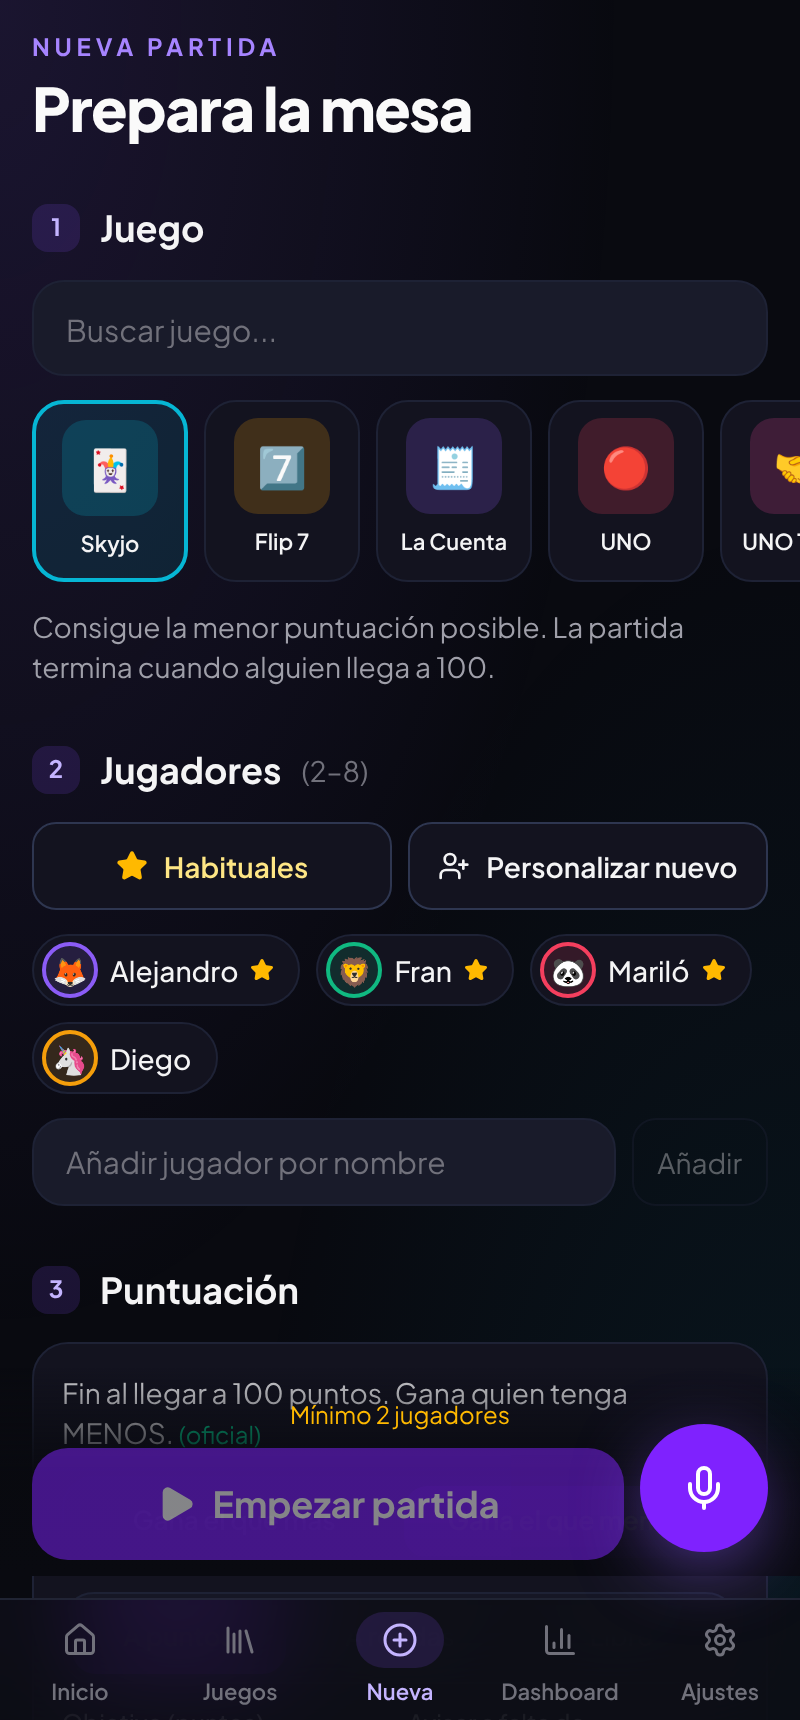 NUEVA PARTIDA
Prepara la mesa
1 Juego
Buscar juego...
7
Skyjo
Flip 7
La Cuenta
UNO
UNO
Consigue la menor puntuación posible. La partida
termina cuando alguien llega a 100.
2 Jugadores (2–8)
Habituales
Personalizar nuevo
Alejandro
Fran
Mariló
Diego
Añadir jugador por nombre
Añadir
3 Puntuación
Fin al llegar a 100 puntos. Gana quien tenga
MENOS. (oficial)
Mínimo 2 jugadores
Empezar partida
Inicio
Juegos
Nueva
Dashboard
Ajustes